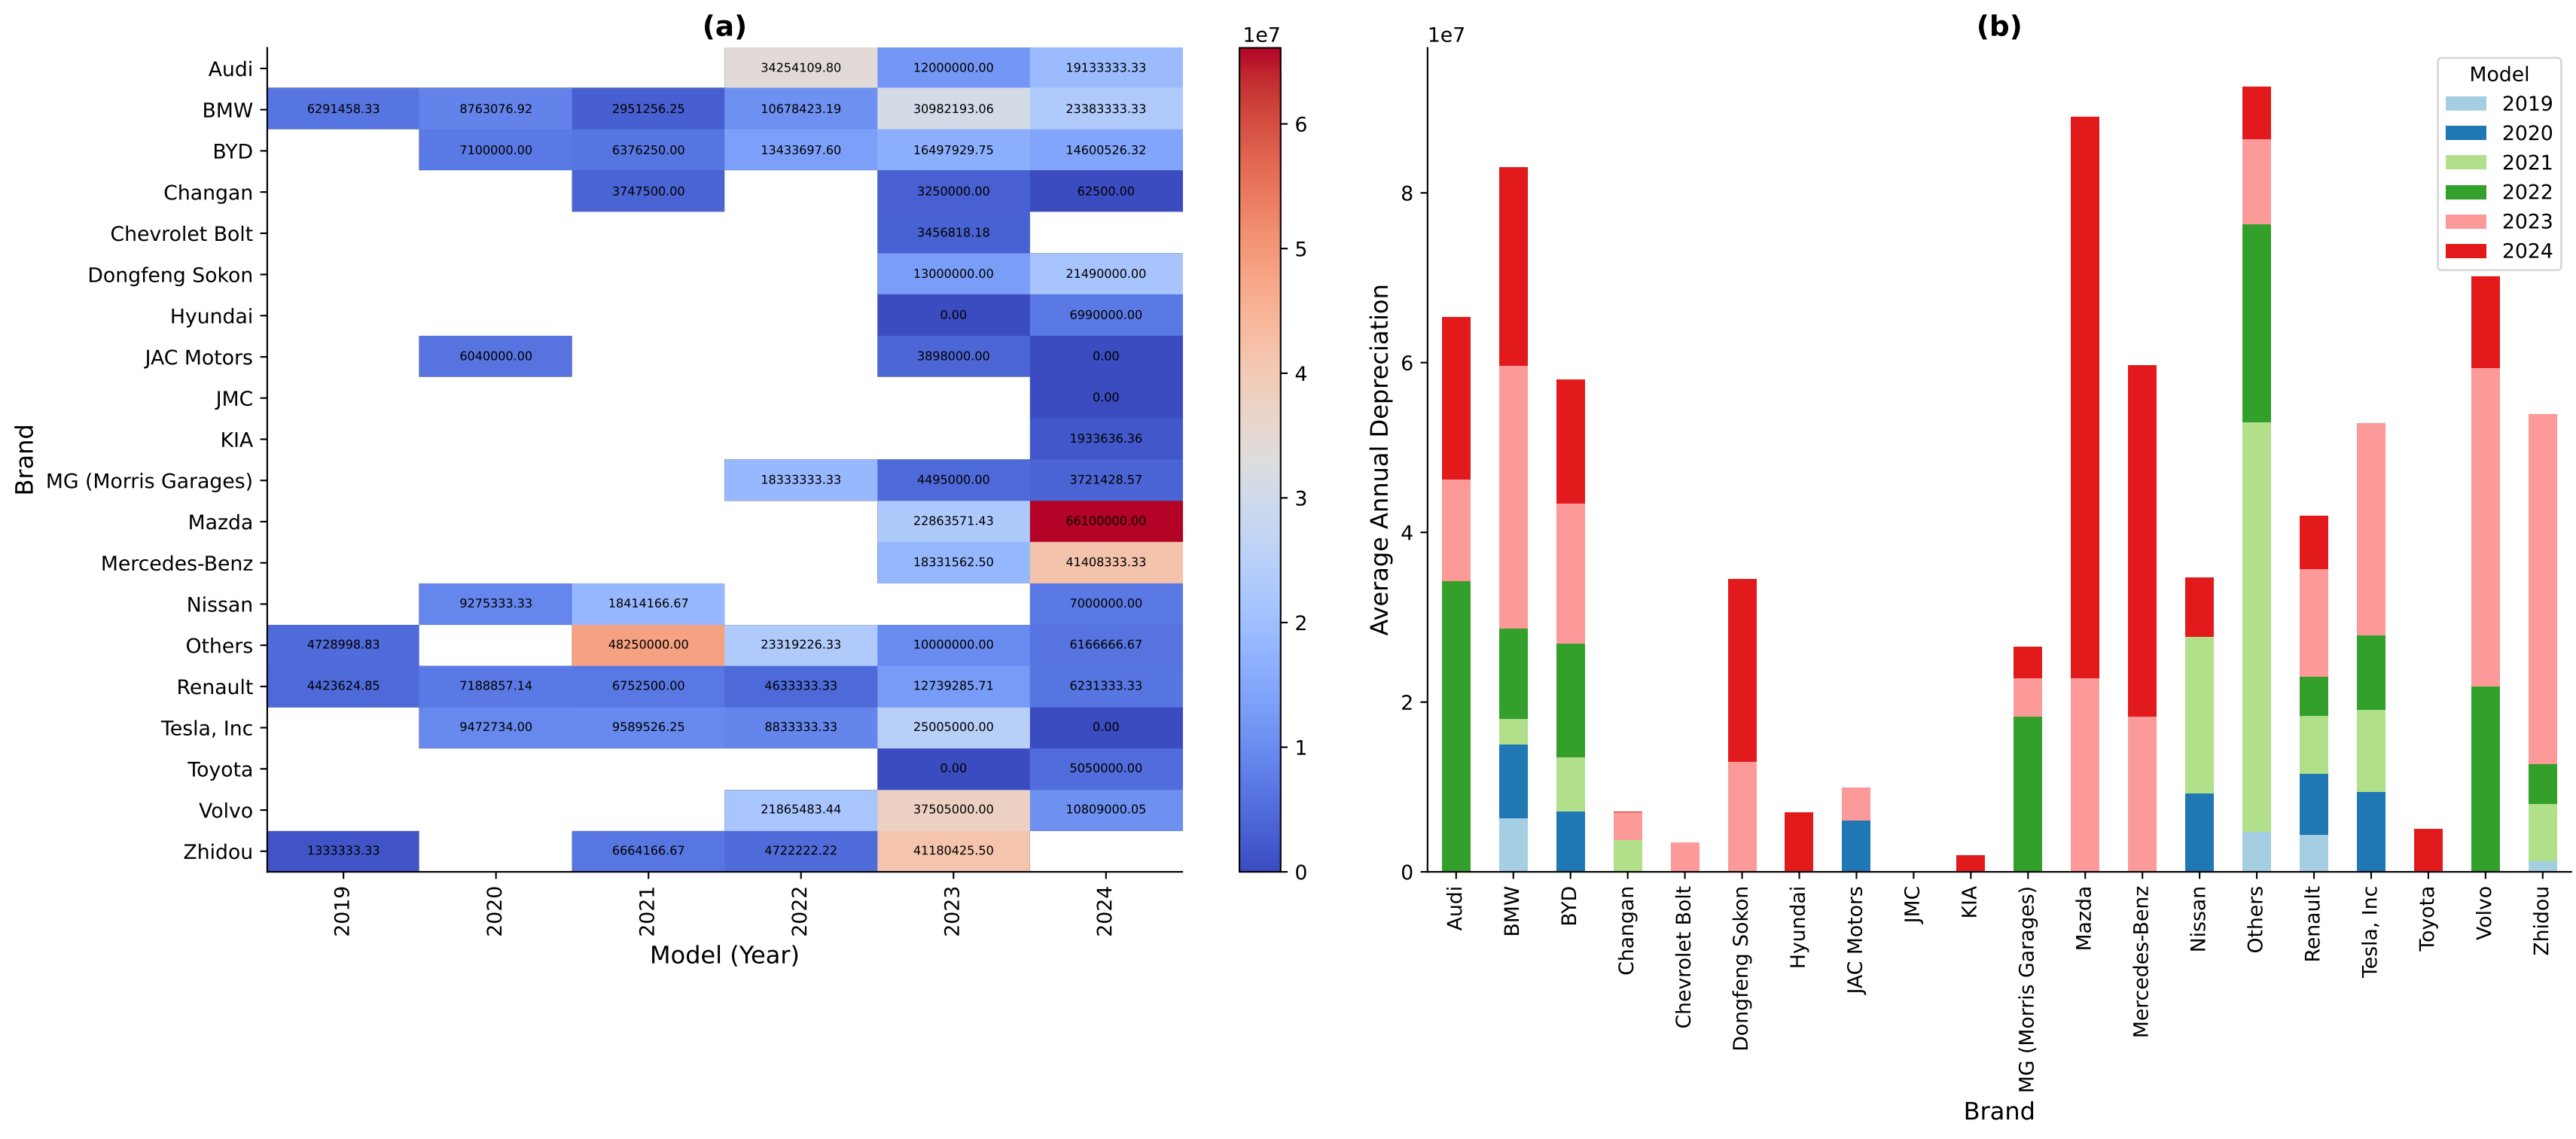 (a)
Brand
Audi 34254109.80 12000000.00 19133333.33
BMW 6291458.33 8763076.92 2951256.25 10678423.19 30982193.06 23383333.33
BYD 7100000.00 6376250.00 13433697.60 16497929.75 14600526.32
Changan 3747500.00 3250000.00 62500.00
Chevrolet Bolt 3456818.18
Dongfeng Sokon 13000000.00 21490000.00
Hyundai 0.00 6990000.00
JAC Motors 6040000.00 3898000.00 0.00
JMC 0.00
KIA 1933636.36
MG (Morris Garages) 18333333.33 4495000.00 3721428.57
Mazda 22863571.43 66100000.00
Mercedes-Benz 18331562.50 41408333.33
Nissan 9275333.33 18414166.67 7000000.00
Others 4728998.83 48250000.00 23319226.33 10000000.00 6166666.67
Renault 4423624.85 7188857.14 6752500.00 4633333.33 12739285.71 6231333.33
Tesla, Inc 9472734.00 9589526.25 8833333.33 25005000.00 0.00
Toyota 0.00 5050000.00
Volvo 21865483.44 37505000.00 10809000.05
Zhidou 1333333.33 6664166.67 4722222.22 41180425.50
2019 2020 2021 2022 2023 2024
Model (Year)
1e7
6
5
4
3
2
1
0
(b)
1e7
Average Annual Depreciation
8
6
4
2
0
Model
2019
2020
2021
2022
2023
2024
Audi
BMW
BYD
Changan
Chevrolet Bolt
Dongfeng Sokon
Hyundai
JAC Motors
JMC
KIA
MG (Morris Garages)
Mazda
Mercedes-Benz
Nissan
Others
Renault
Tesla, Inc
Toyota
Volvo
Zhidou
Brand